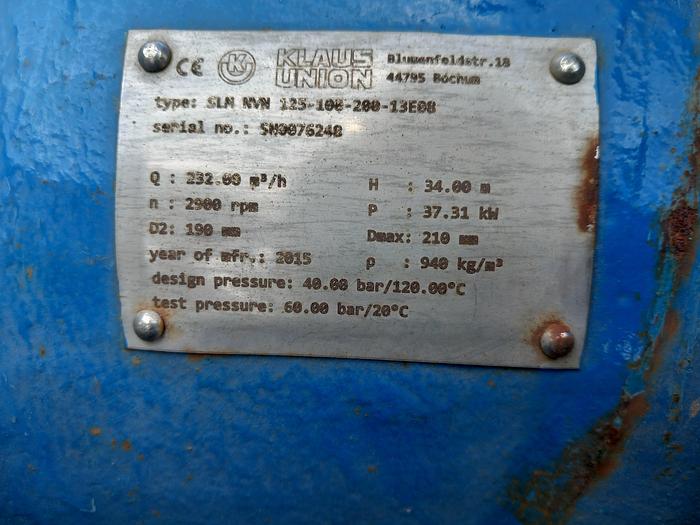 CE K KLAUS UNION Blumenfeldstr.18
44795 Bochum
type: SLM NVN 125-100-200-13E08
serial no.: SN0076248
Q : 232.00 m³/h H : 34.00 m
n : 2900 rpm P : 37.31 kW
D2: 190 mm Dmax: 210 mm
year of mfr.: 2015 ρ : 940 kg/m³
design pressure: 40.00 bar/120.00°C
test pressure: 60.00 bar/20°C